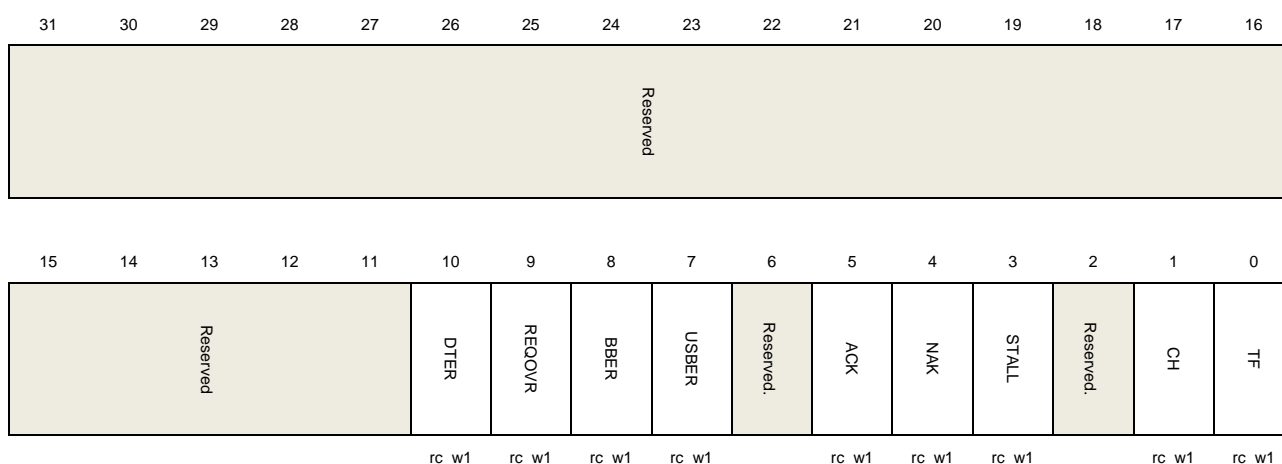 31 30 29 28 27 26 25 24 23 22 21 20 19 18 17 16
Reserved
15 14 13 12 11 10 9 8 7 6 5 4 3 2 1 0
Reserved DTER REQOVR BBER USBER Reserved. ACK NAK STALL Reserved. CH TF
rc_w1 rc_w1 rc_w1 rc_w1 rc_w1 rc_w1 rc_w1 rc_w1 rc_w1